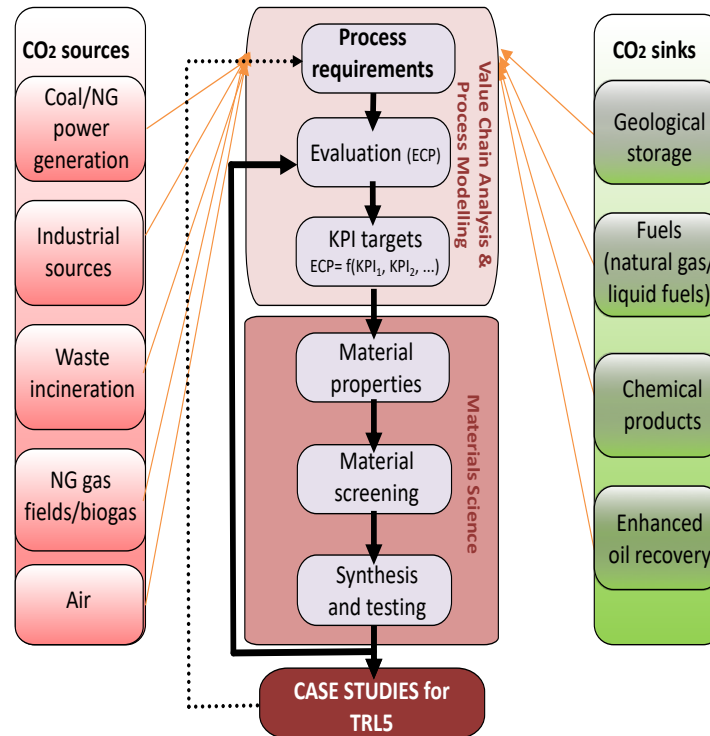 CO2 sources
Coal/NG
power
generation
Industrial
sources
Waste
incineration
NG gas
fields/biogas
Air
Process
requirements
Evaluation (ECP)
KPI targets
ECP= f(KPI1, KPI2, ...)
Value Chain Analysis &
Process Modelling
Material
properties
Material
screening
Synthesis
and testing
Materials Science
CASE STUDIES for
TRL5
CO2 sinks
Geological
storage
Fuels
(natural gas/
liquid fuels)
Chemical
products
Enhanced
oil recovery